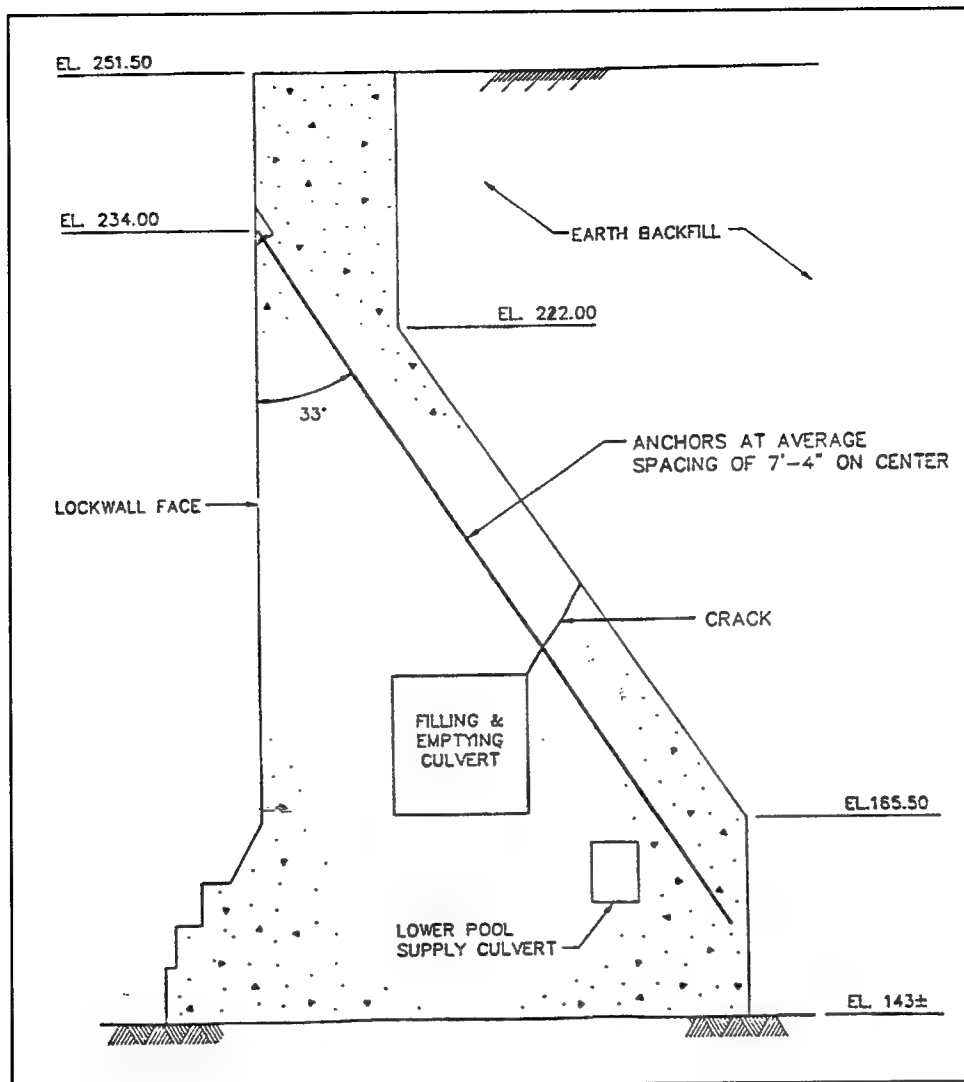 EL. 251.50
EL. 234.00
EARTH BACKFILL
EL. 222.00
33°
ANCHORS AT AVERAGE
SPACING OF 7'-4" ON CENTER
LOCKWALL FACE
CRACK
FILLING &
EMPTYING
CULVERT
EL.165.50
LOWER POOL
SUPPLY CULVERT
EL. 143±